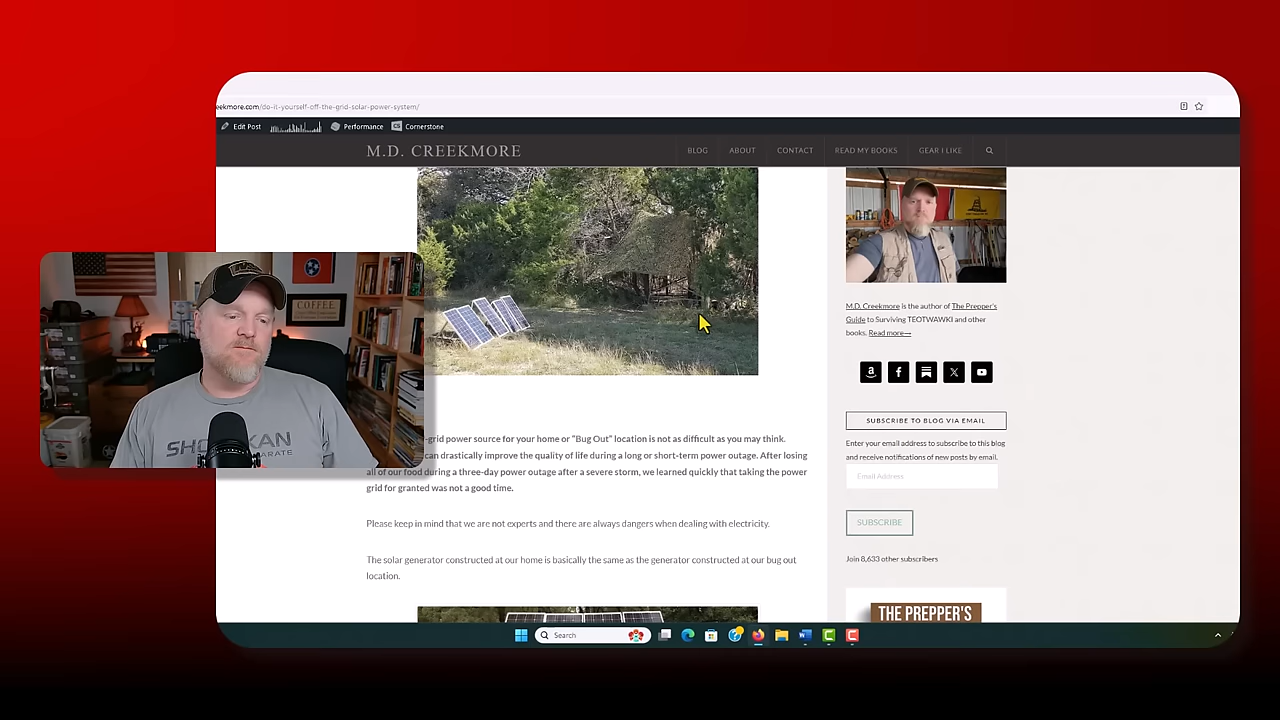 eekmore.com/do-it-yourself-off-the-grid-solar-power-system/
Edit Post Performance Cornerstone
M.D. CREEKMORE BLOG ABOUT CONTACT READ MY BOOKS GEAR I LIKE
COFFEE
M.D. Creekmore is the author of The Prepper's
Guide to Surviving TEOTWAWKI and other
books. Read more→
SUBSCRIBE TO BLOG VIA EMAIL
Enter your email address to subscribe to this blog
and receive notifications of new posts by email.
Email Address
SUBSCRIBE
Join 8,633 other subscribers
THE PREPPER'S
-grid power source for your home or "Bug Out" location is not as difficult as you may think.
can drastically improve the quality of life during a long or short-term power outage. After losing
all of our food during a three-day power outage after a severe storm, we learned quickly that taking the power
grid for granted was not a good time.
Please keep in mind that we are not experts and there are always dangers when dealing with electricity.
The solar generator constructed at our home is basically the same as the generator constructed at our bug out
location.
Search